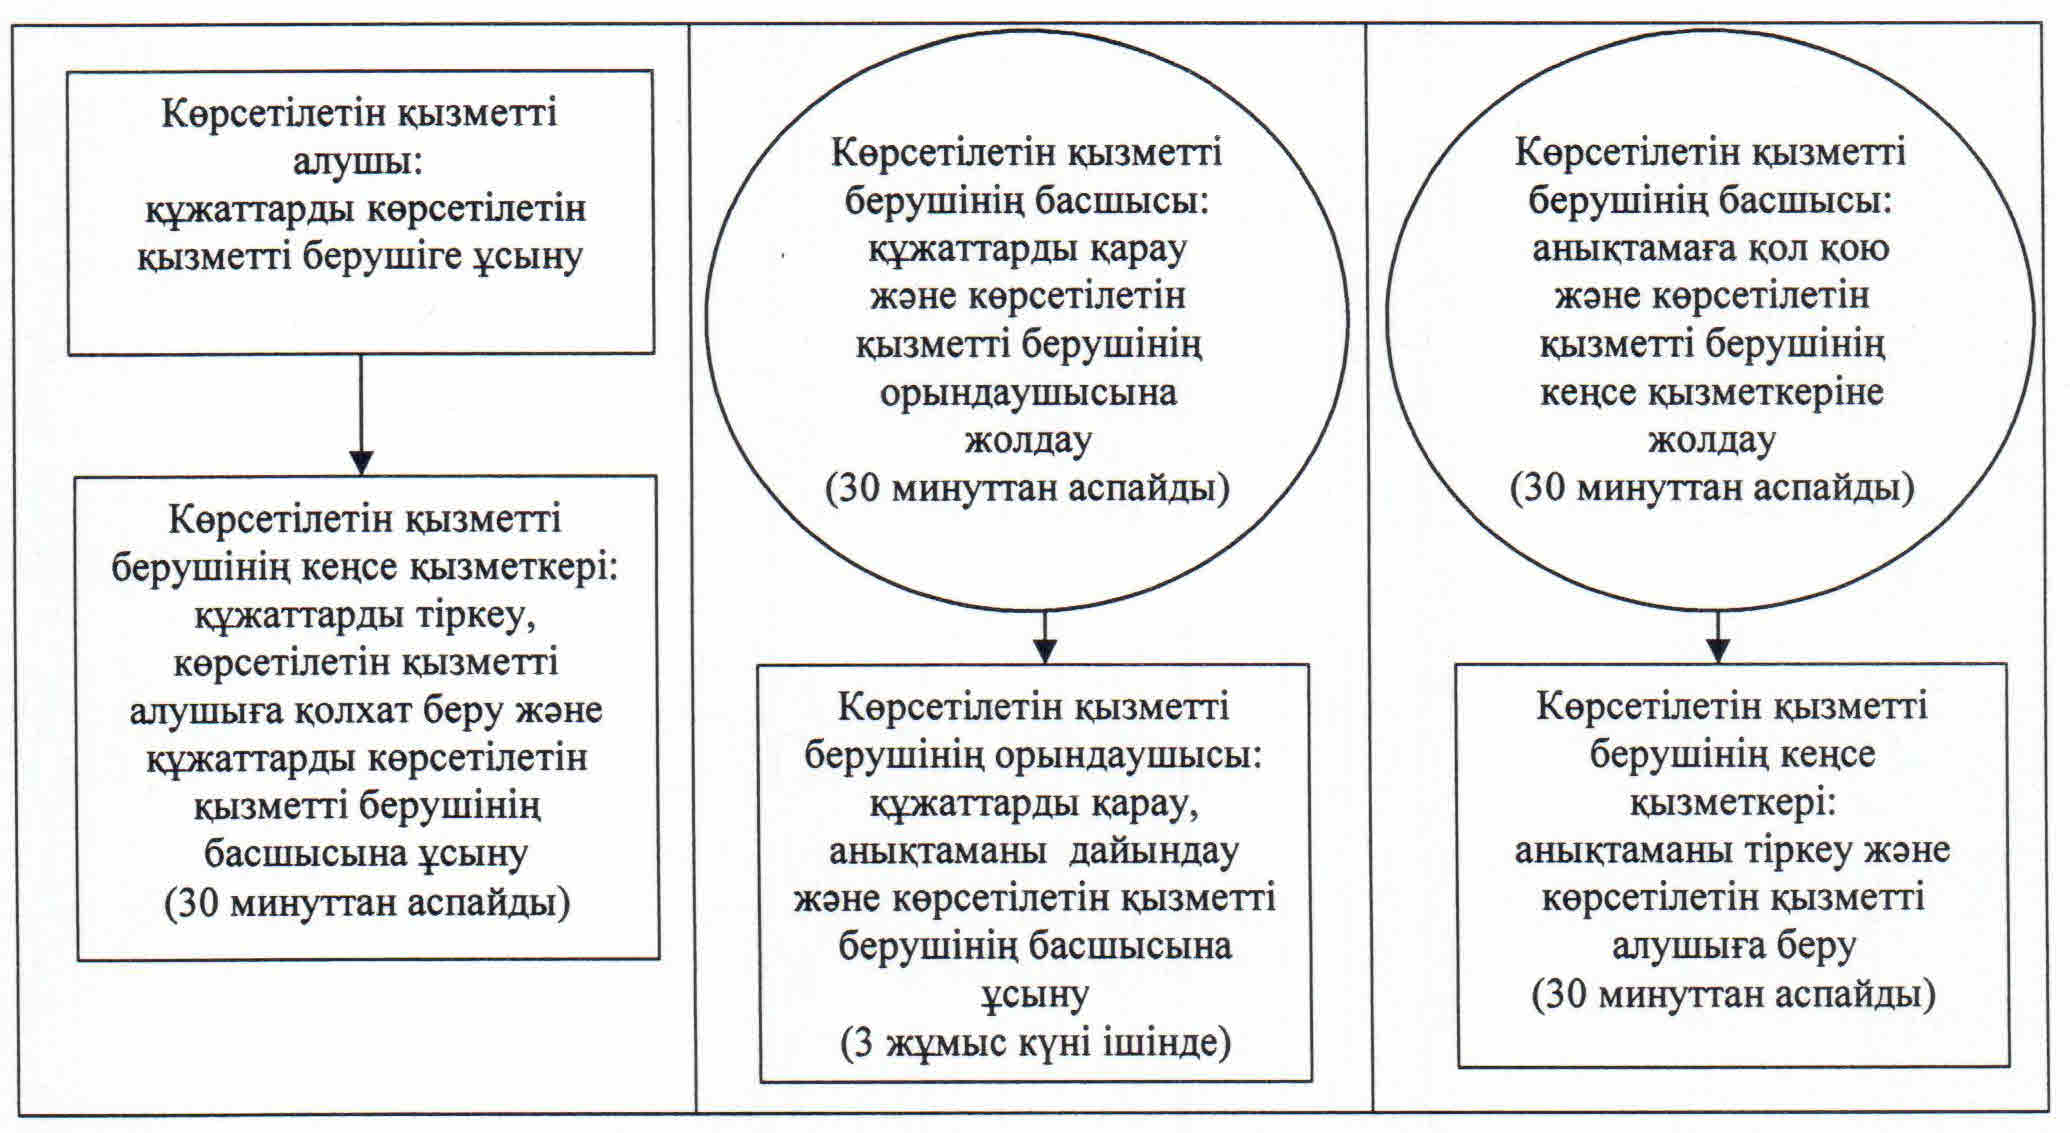 Көрсетілетін қызметті
алушы:
құжаттарды көрсетілетін
қызметті берушіге ұсыну
Көрсетілетін қызметті
берушінің кеңсе қызметкері:
құжаттарды тіркеу,
көрсетілетін қызметті
алушыға қолхат беру және
құжаттарды көрсетілетін
қызметті берушінің
басшысына ұсыну
(30 минуттан аспайды)
Көрсетілетін қызметті
берушінің басшысы:
құжаттарды қарау
және көрсетілетін
қызметті берушінің
орындаушысына
жолдау
(30 минуттан аспайды)
Көрсетілетін қызметті
берушінің орындаушысы:
құжаттарды қарау,
анықтаманы дайындау
және көрсетілетін қызметті
берушінің басшысына
ұсыну
(3 жұмыс күні ішінде)
Көрсетілетін қызметті
берушінің басшысы:
анықтамаға қол қою
және көрсетілетін
қызметті берушінің
кеңсе қызметкеріне
жолдау
(30 минуттан аспайды)
Көрсетілетін қызметті
берушінің кеңсе
қызметкері:
анықтаманы тіркеу және
көрсетілетін қызметті
алушыға беру
(30 минуттан аспайды)